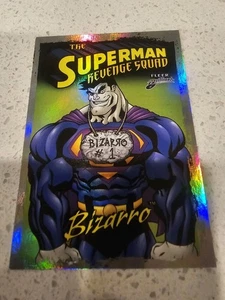 THE
SUPERMAN
REVENGE SQUAD
FLEER
BIZARRO
# 1
Bizarro